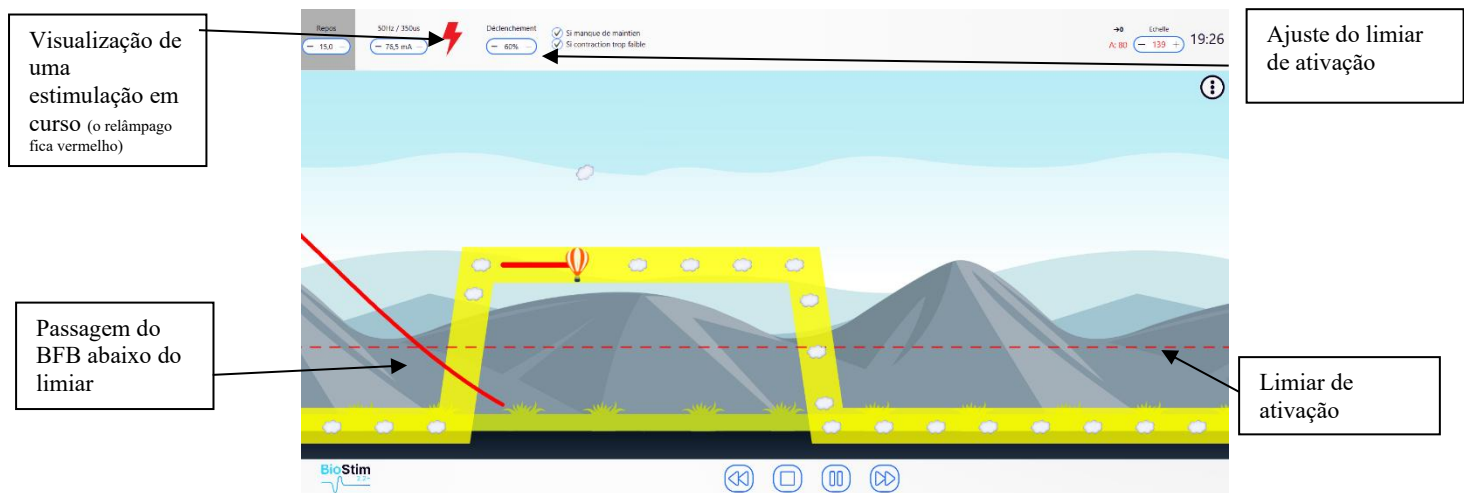 Visualização de
uma
estimulação em
curso (o relâmpago
fica vermelho)
Passagem do
BFB abaixo do
limiar
Repos
15,0
50Hz / 350us
76,5 mA
Déclenchement
60%
Si manque de maintien
Si contraction trop faible
A: 80
Echelle
139
19:26
BioStim
Ajuste do limiar
de ativação
Limiar de
ativação